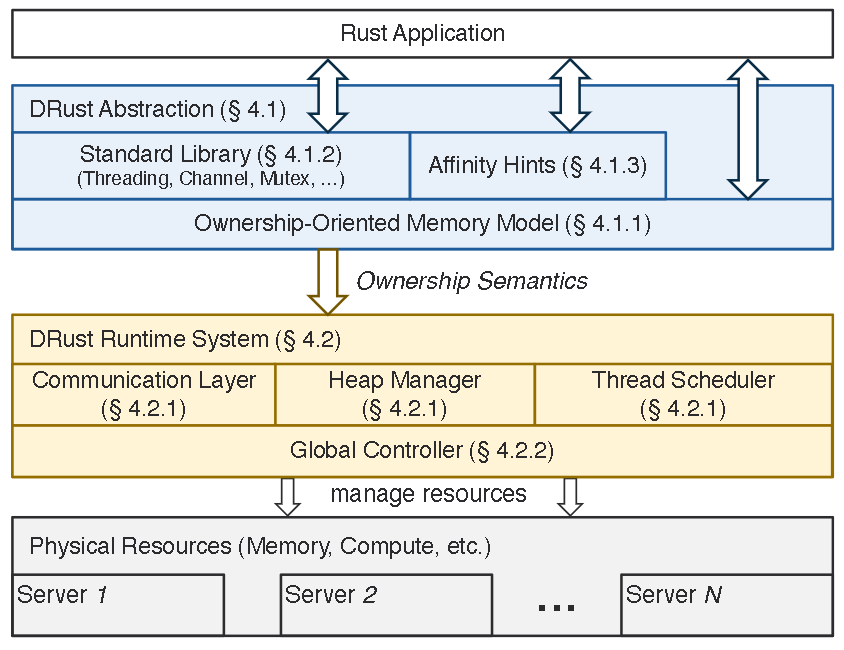 Rust Application
DRust Abstraction (§ 4.1)
Standard Library (§ 4.1.2)
(Threading, Channel, Mutex, ...)
Affinity Hints (§ 4.1.3)
Ownership-Oriented Memory Model (§ 4.1.1)
Ownership Semantics
DRust Runtime System (§ 4.2)
Communication Layer
(§ 4.2.1)
Heap Manager
(§ 4.2.1)
Thread Scheduler
(§ 4.2.1)
Global Controller (§ 4.2.2)
manage resources
Physical Resources (Memory, Compute, etc.)
Server 1
Server 2
...
Server N